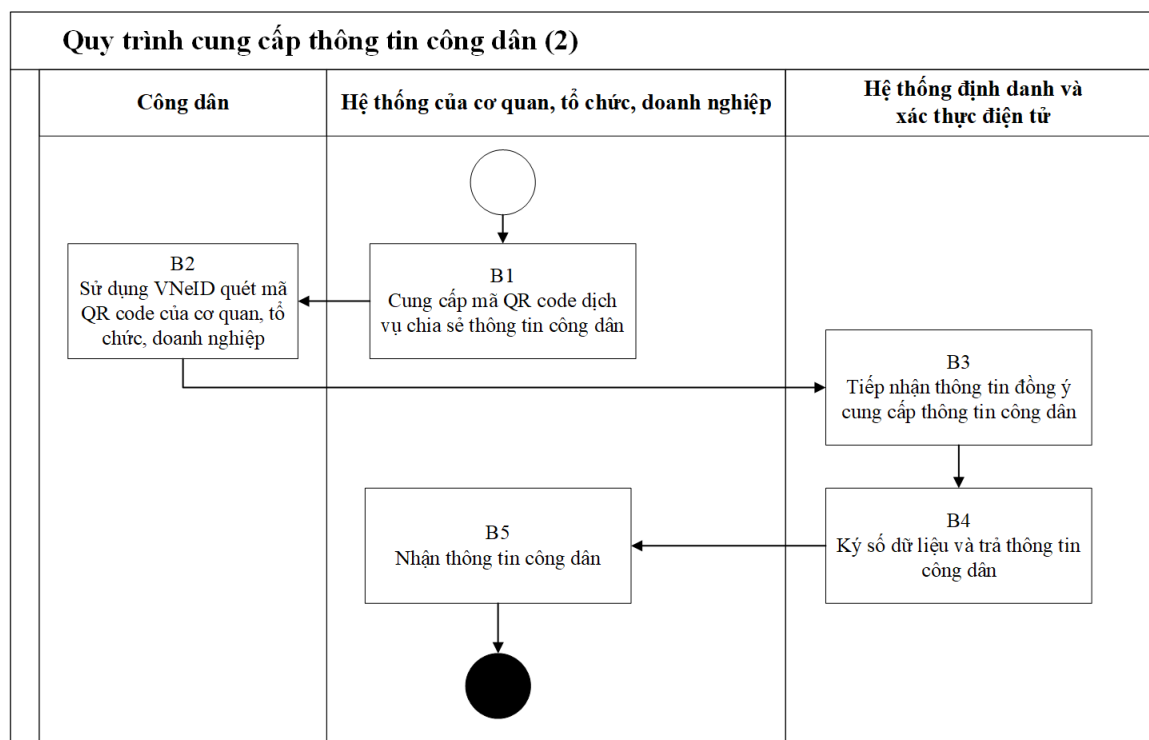 Quy trình cung cấp thông tin công dân (2)
Công dân
Hệ thống của cơ quan, tổ chức, doanh nghiệp
Hệ thống định danh và
xác thực điện tử
B1
Cung cấp mã QR code dịch
vụ chia sẻ thông tin công dân
B2
Sử dụng VNeID quét mã
QR code của cơ quan, tổ
chức, doanh nghiệp
B3
Tiếp nhận thông tin đồng ý
cung cấp thông tin công dân
B4
Ký số dữ liệu và trả thông tin
công dân
B5
Nhận thông tin công dân